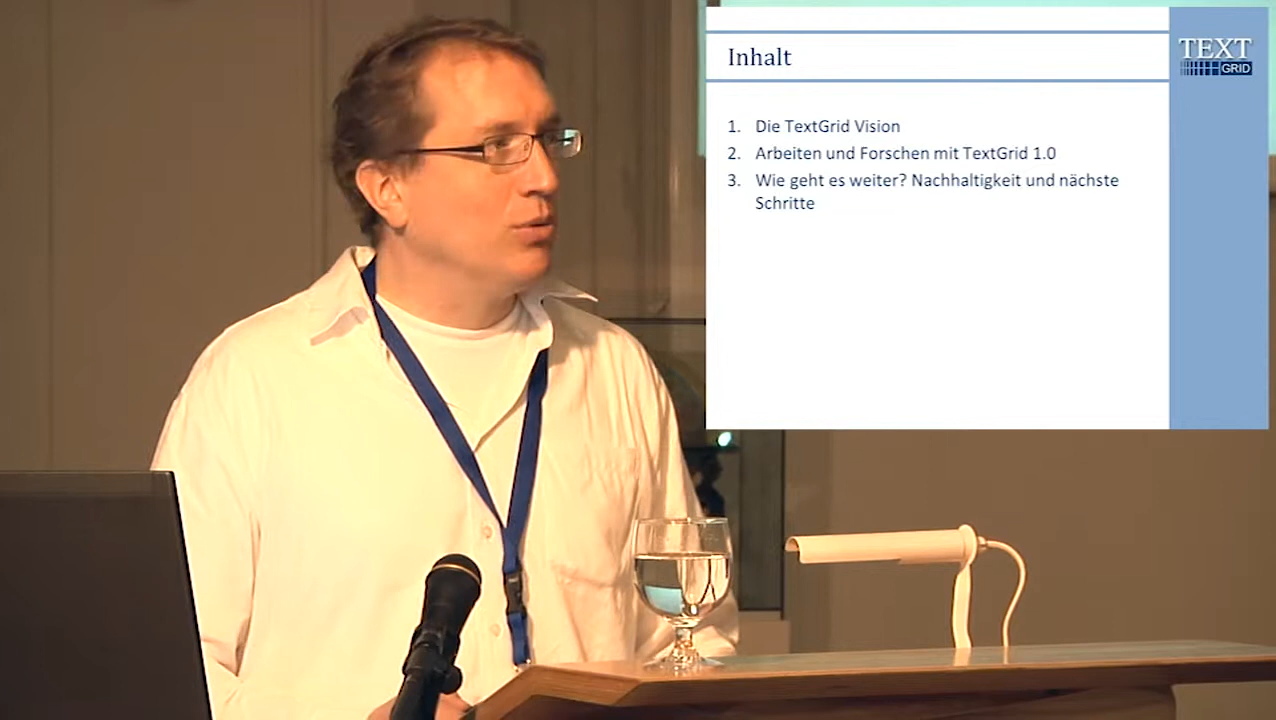 Inhalt
TEXT
GRID
1. Die TextGrid Vision
2. Arbeiten und Forschen mit TextGrid 1.0
3. Wie geht es weiter? Nachhaltigkeit und nächste
Schritte